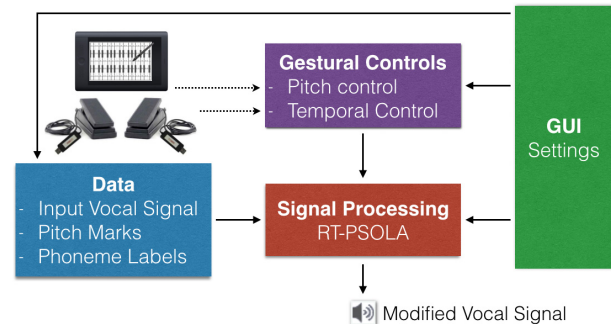 Gestural Controls
- Pitch control
- Temporal Control
GUI
Settings
Data
- Input Vocal Signal
- Pitch Marks
- Phoneme Labels
Signal Processing
RT-PSOLA
Modified Vocal Signal